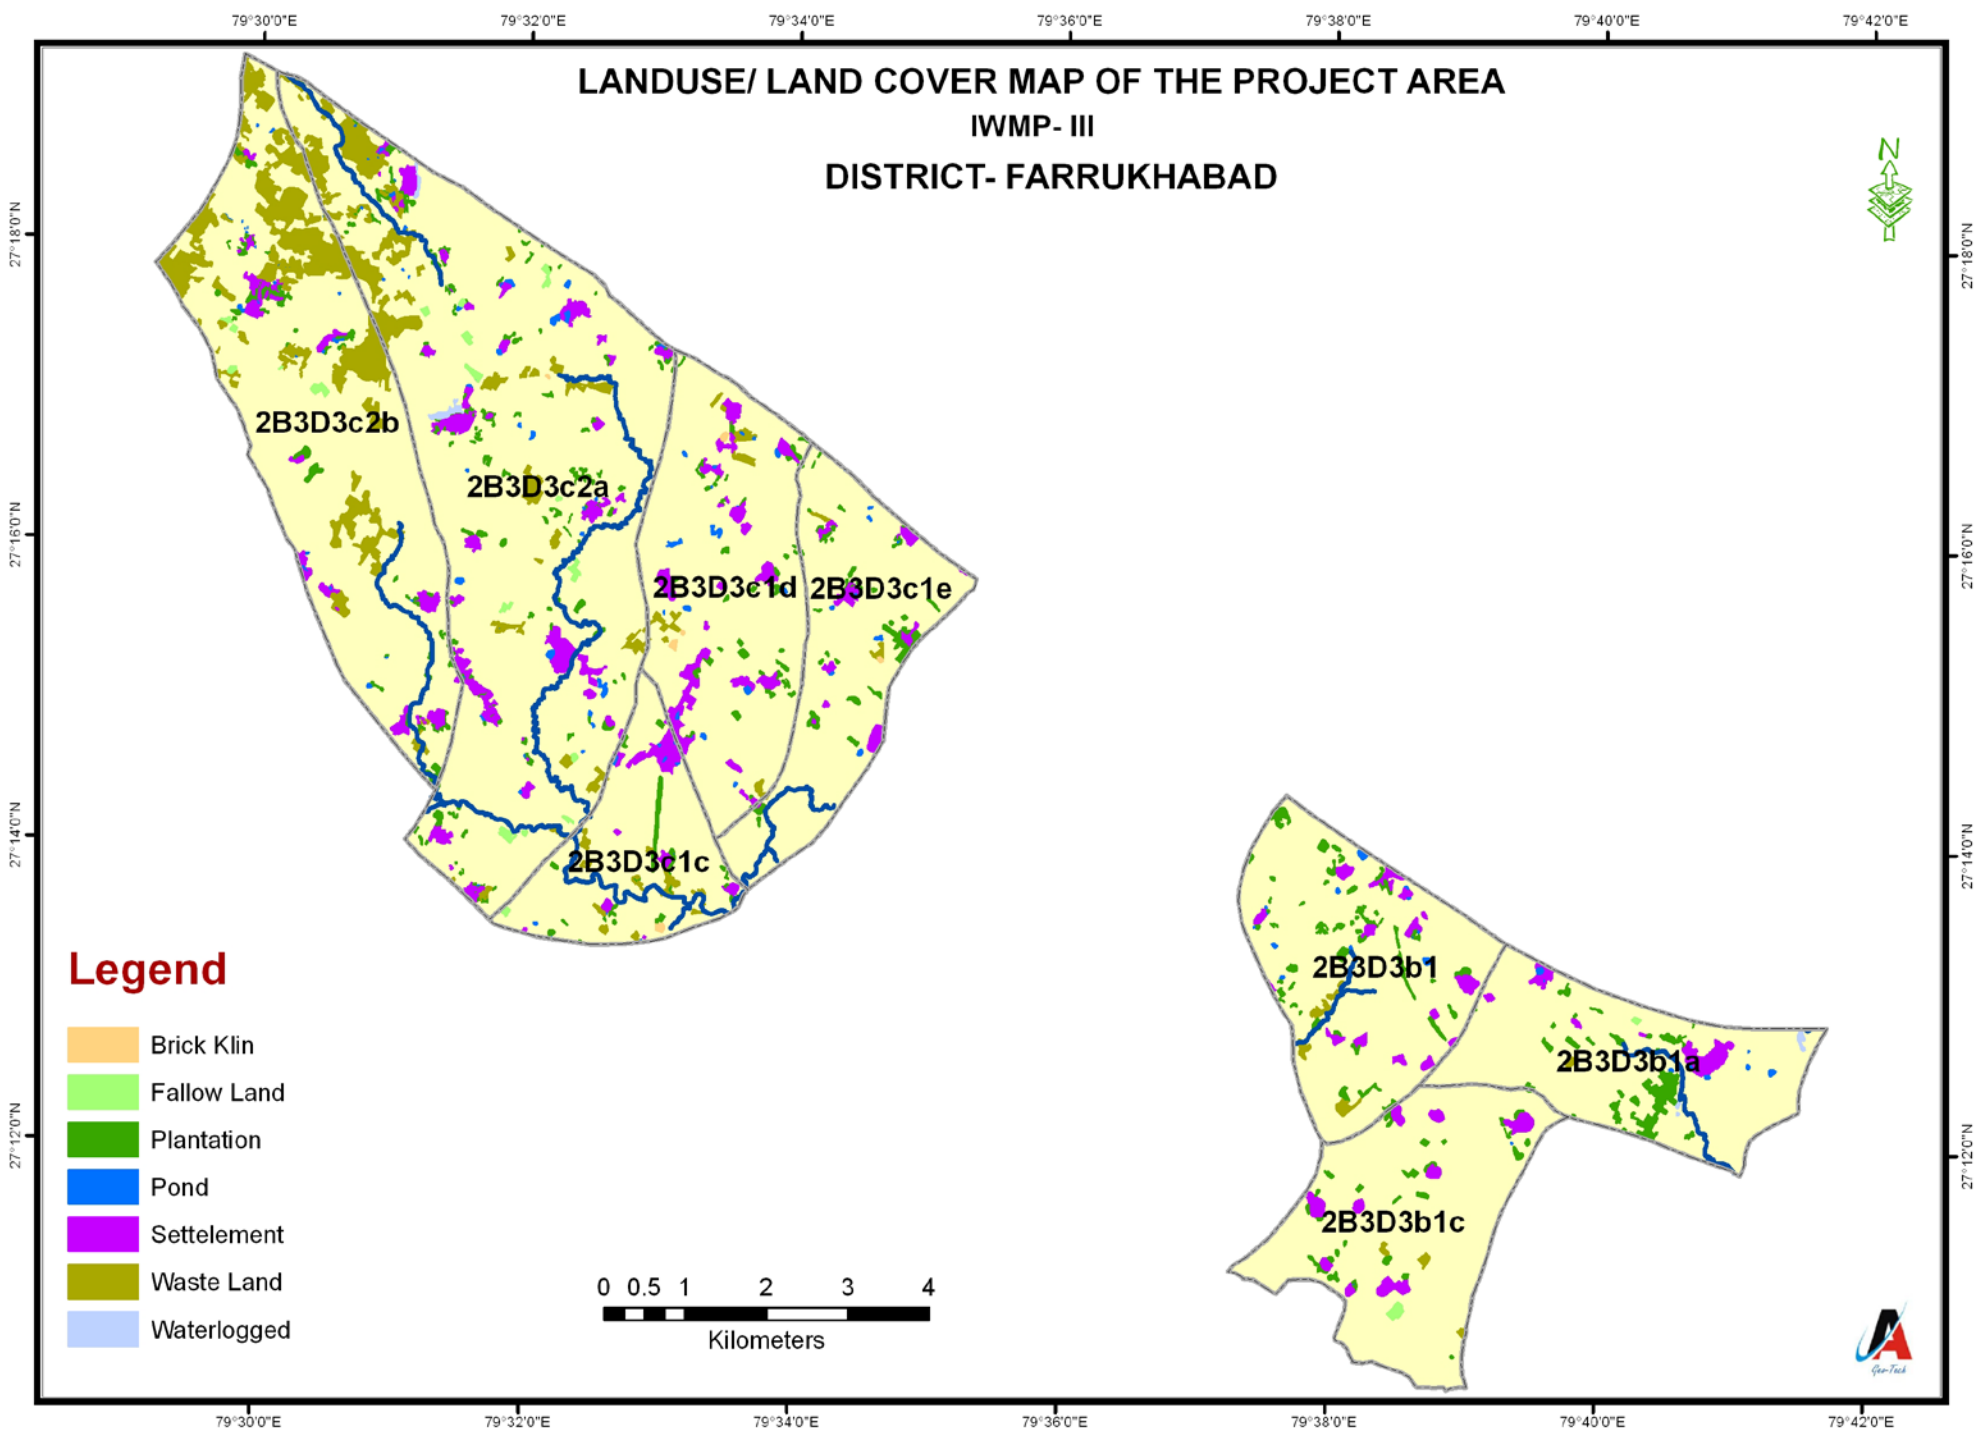 79°30'0"E 79°32'0"E 79°34'0"E 79°36'0"E 79°38'0"E 79°40'0"E 79°42'0"E
LANDUSE/ LAND COVER MAP OF THE PROJECT AREA
IWMP- III
DISTRICT- FARRUKHABAD
N
27°18'0"N
27°18'0"N
2B3D3c2b
2B3D3c2a
27°16'0"N
27°16'0"N
2B3D3c1d
2B3D3c1e
27°14'0"N
27°14'0"N
2B3D3c1c
2B3D3b1
2B3D3b1a
27°12'0"N
27°12'0"N
2B3D3b1c
Legend
Brick Klin
Fallow Land
Plantation
Pond
Settelement
Waste Land
Waterlogged
0 0.5 1 2 3 4
Kilometers
A
Geo-Tech
79°30'0"E 79°32'0"E 79°34'0"E 79°36'0"E 79°38'0"E 79°40'0"E 79°42'0"E